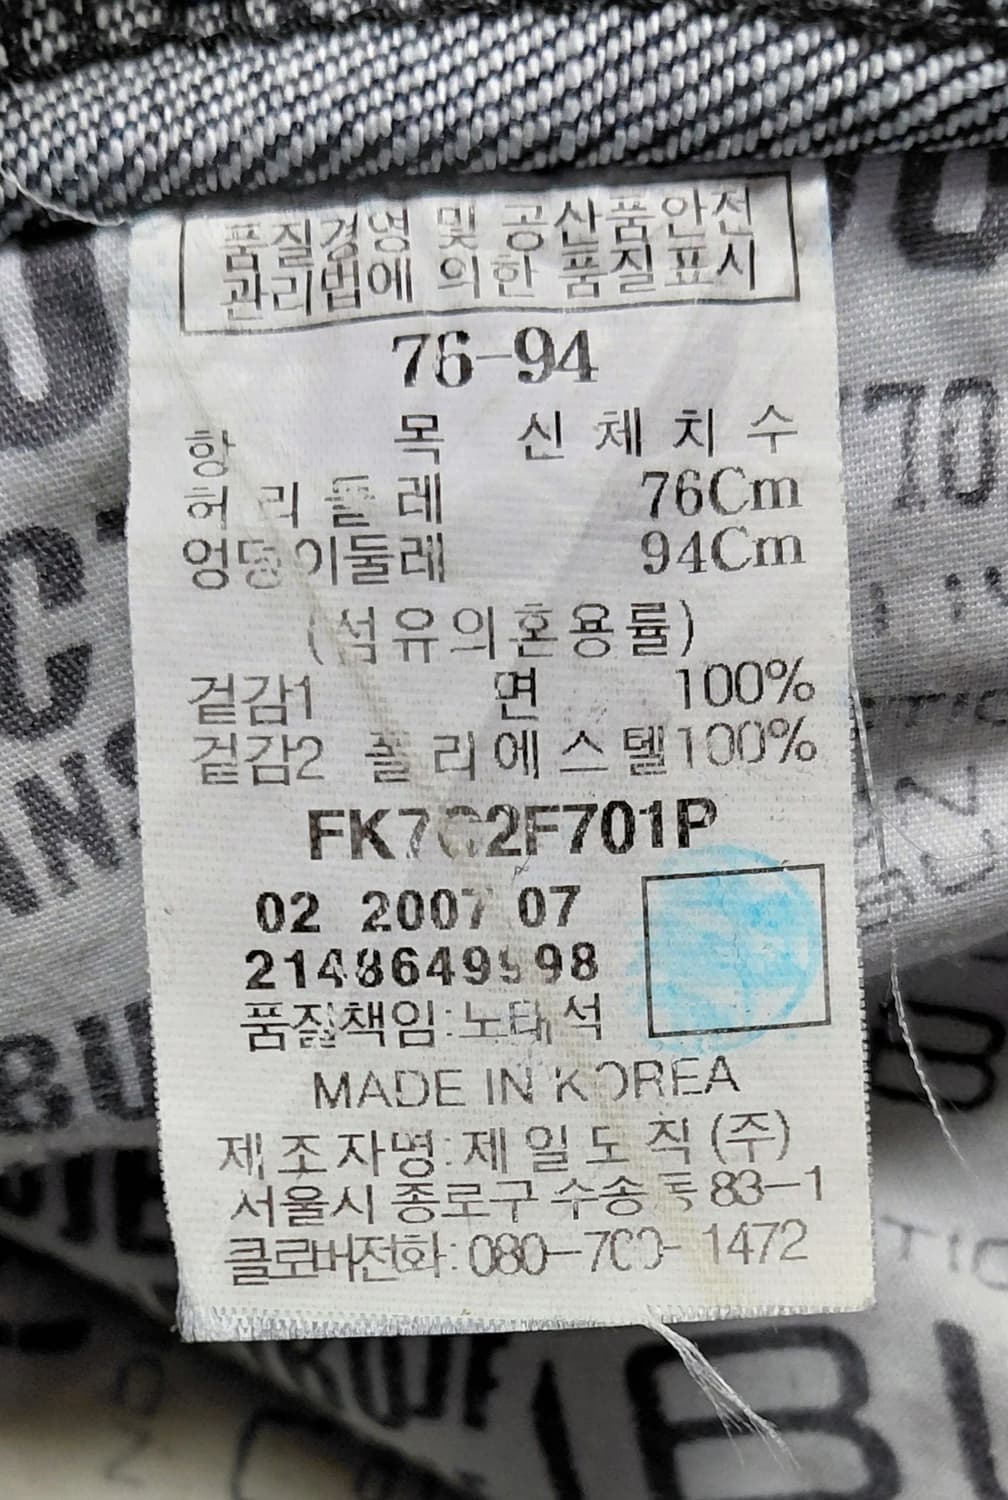 품질경영 및 공산품안전
관리법에 의한 품질표시
76-94
항 목 신체치수
허리둘레 76Cm
엉덩이둘레 94Cm
(섬유의혼용률)
겉감1 면 100%
겉감2 폴리에스텔100%
FK7C2F701P
02 2007 07
품질책임:노태석
MADE IN KOREA
제조자명:제일도직(주)
서울시 종로구 수송동 83-1
클로버전화:080-700-1472